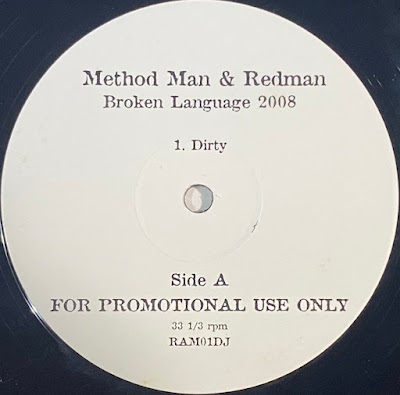 Method Man & Redman
Broken Language 2008
1. Dirty
Side A
FOR PROMOTIONAL USE ONLY
33 1/3 rpm
RAM01DJ